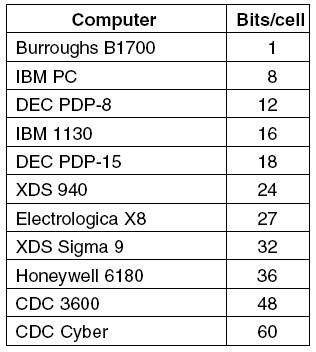 Computer Bits/cell
Burroughs B1700 1
IBM PC 8
DEC PDP-8 12
IBM 1130 16
DEC PDP-15 18
XDS 940 24
Electrologica X8 27
XDS Sigma 9 32
Honeywell 6180 36
CDC 3600 48
CDC Cyber 60